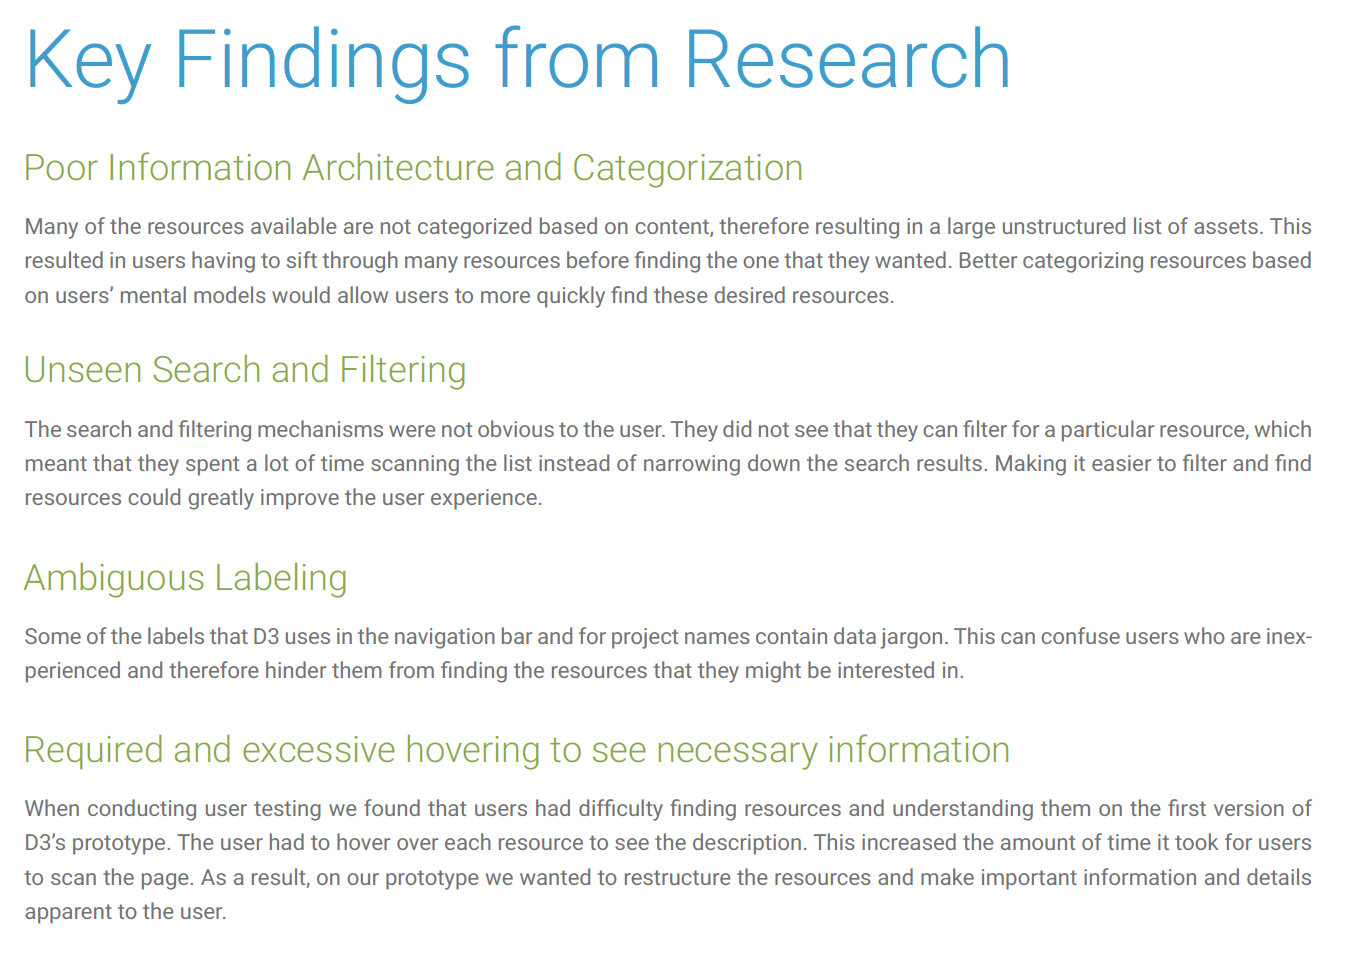 Key Findings from Research
Poor Information Architecture and Categorization
Many of the resources available are not categorized based on content, therefore resulting in a large unstructured list of assets. This
resulted in users having to sift through many resources before finding the one that they wanted. Better categorizing resources based
on users’ mental models would allow users to more quickly find these desired resources.
Unseen Search and Filtering
The search and filtering mechanisms were not obvious to the user. They did not see that they can filter for a particular resource, which
meant that they spent a lot of time scanning the list instead of narrowing down the search results. Making it easier to filter and find
resources could greatly improve the user experience.
Ambiguous Labeling
Some of the labels that D3 uses in the navigation bar and for project names contain data jargon. This can confuse users who are inex-
perienced and therefore hinder them from finding the resources that they might be interested in.
Required and excessive hovering to see necessary information
When conducting user testing we found that users had difficulty finding resources and understanding them on the first version of
D3’s prototype. The user had to hover over each resource to see the description. This increased the amount of time it took for users
to scan the page. As a result, on our prototype we wanted to restructure the resources and make important information and details
apparent to the user.